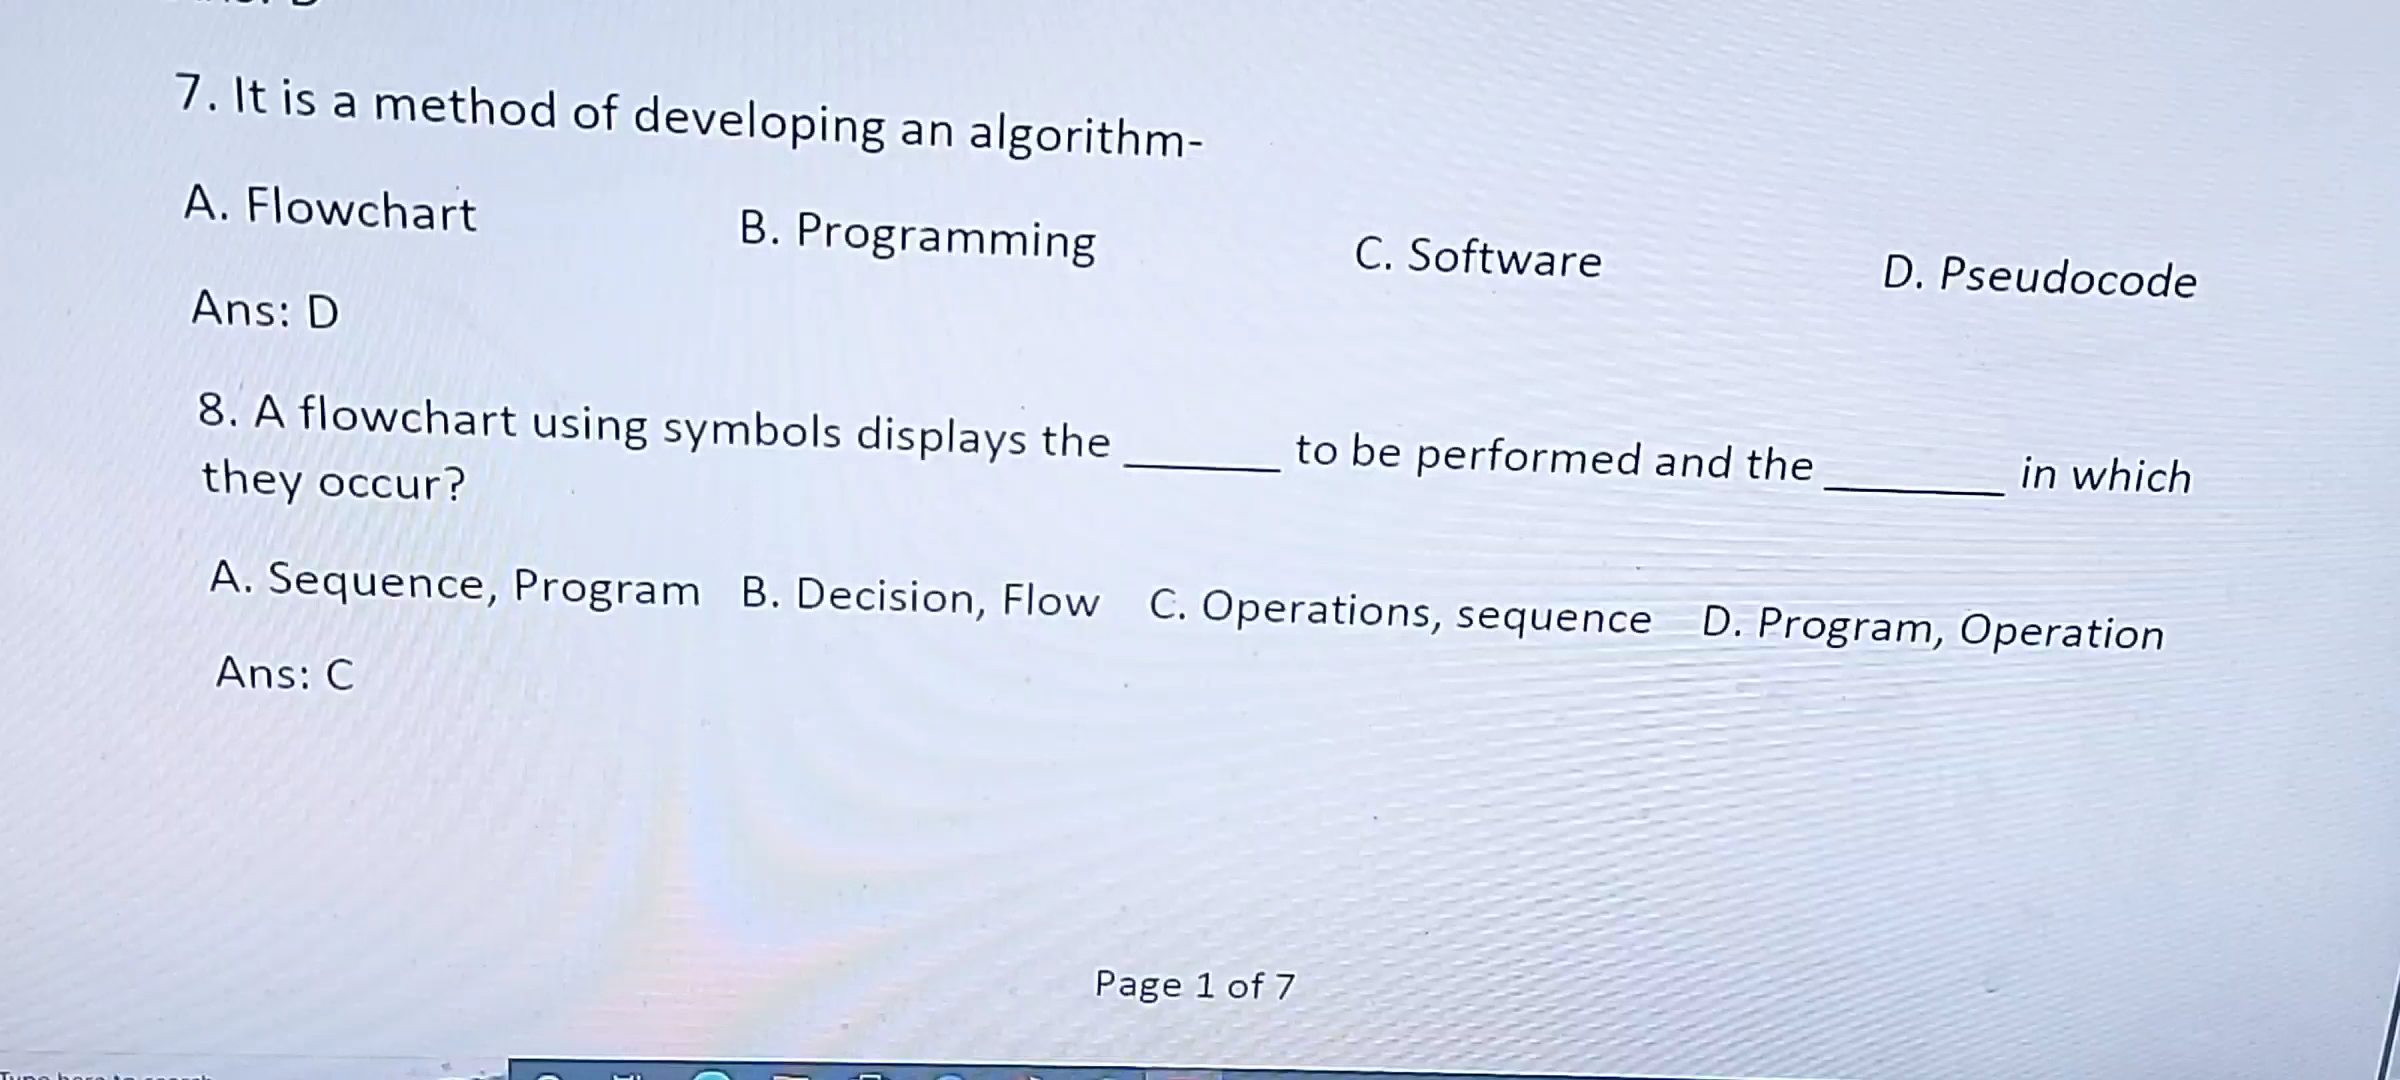 7. It is a method of developing an algorithm-
A. Flowchart B. Programming C. Software D. Pseudocode
Ans: D
8. A flowchart using symbols displays the ______ to be performed and the _______ in which
they occur?
A. Sequence, Program B. Decision, Flow C. Operations, sequence D. Program, Operation
Ans: C
Page 1 of 7